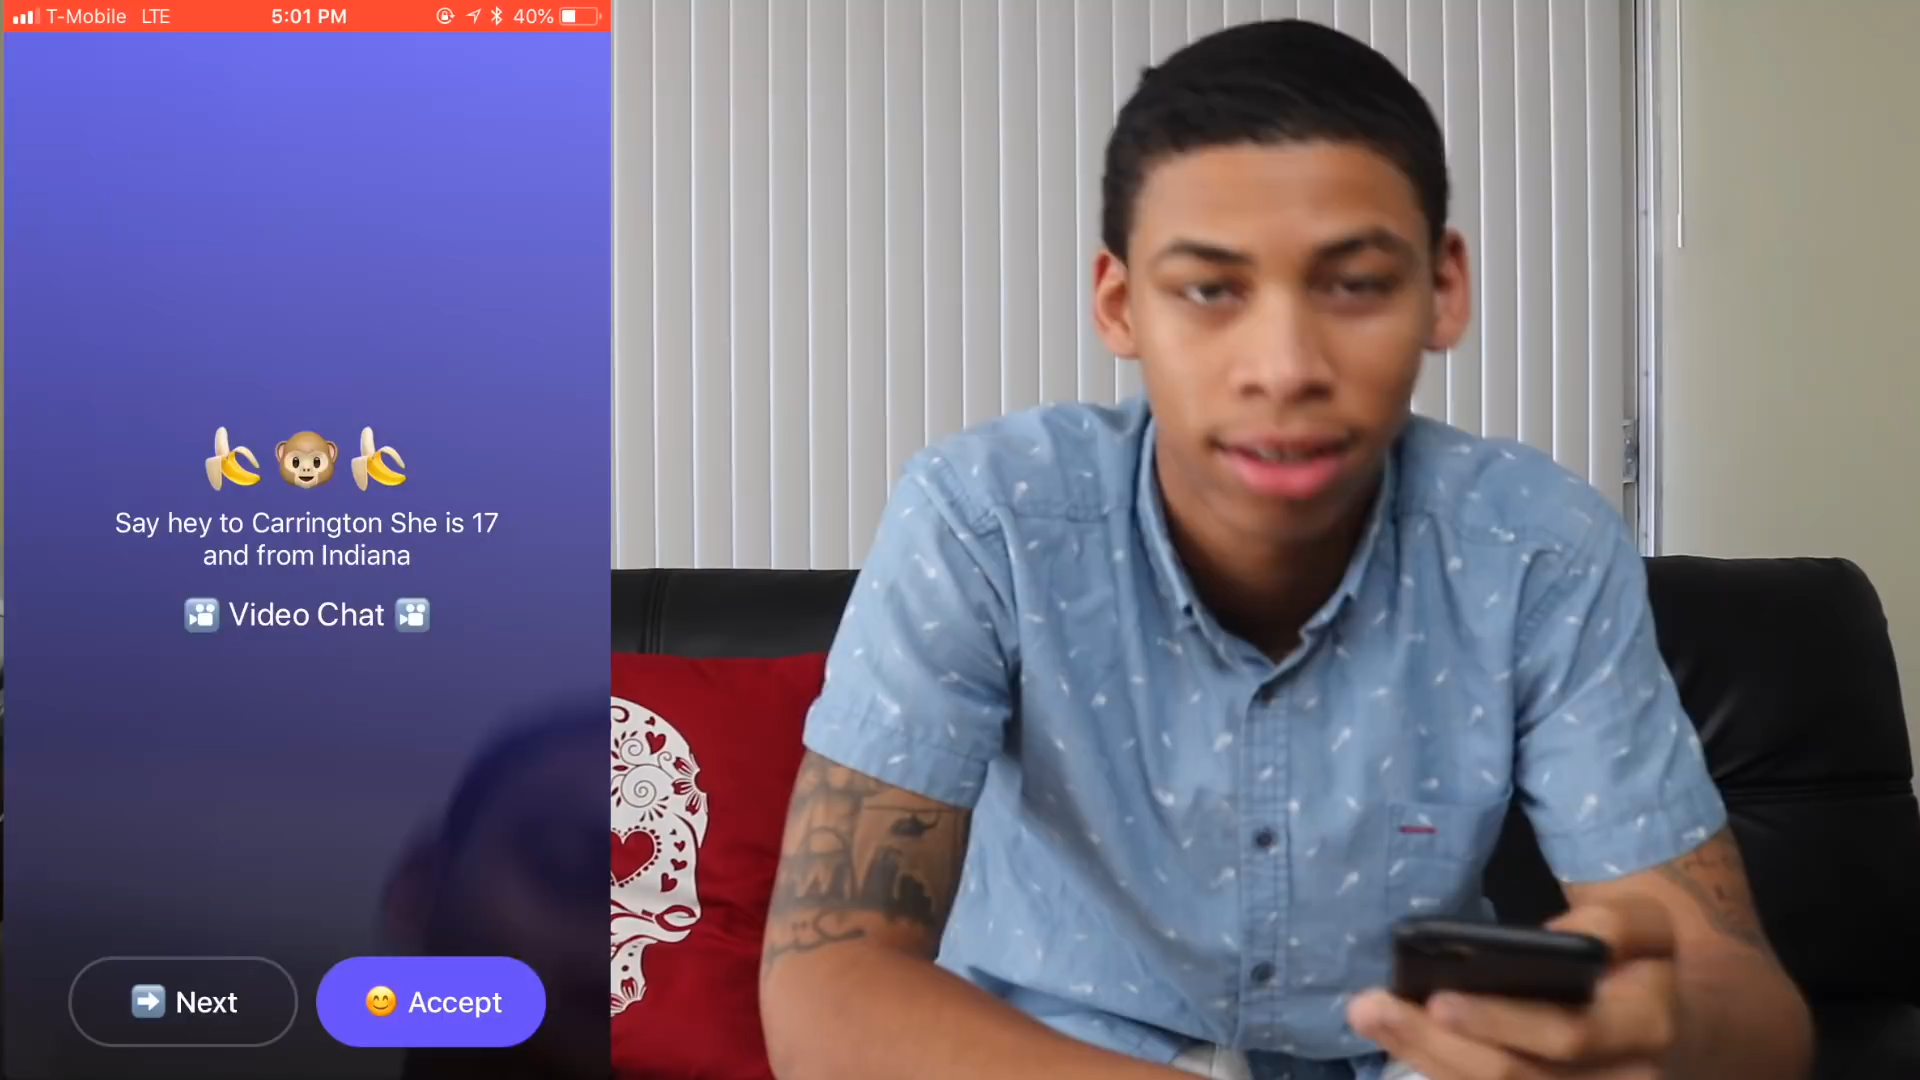 T-Mobile LTE 5:01 PM 40%
Say hey to Carrington She is 17
and from Indiana
Video Chat
Next
Accept